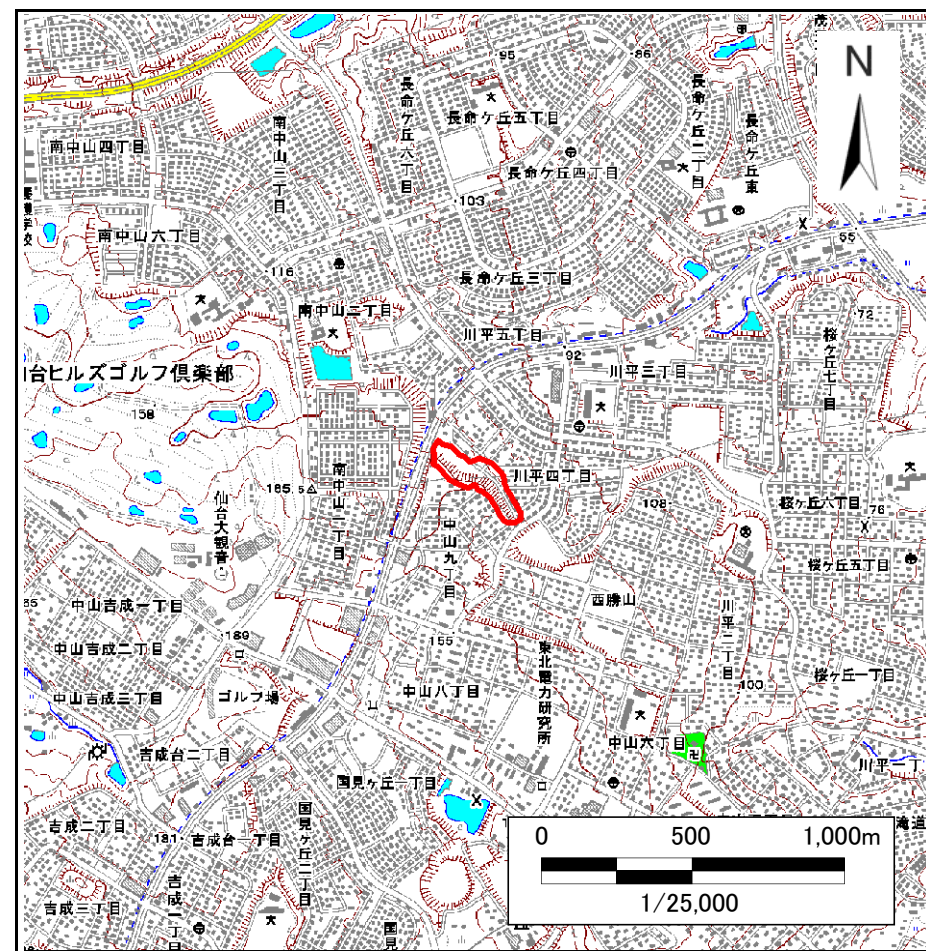 95
86
長命ケ丘六丁目
長命ケ丘五丁目
長命ケ丘二丁目
長命ケ丘東
N
南中山四丁目
南中山三丁目
長命ケ丘四丁目
103
南中山六丁目
55
116
長命ケ丘三丁目
南中山二丁目
川平五丁目
72
桜ケ丘七丁目
92
川平三丁目
台ヒルズゴルフ倶楽部
158
川平四丁目
165.5
南中山一丁目
108
桜ケ丘六丁目
76
仙台大観音
中山九丁目
桜ケ丘五丁目
中山吉成一丁目
西勝山
川平二丁目
189
155
中山吉成二丁目
東北電力研究所
桜ケ丘一丁目
中山八丁目
100
中山吉成三丁目
ゴルフ場
中山六丁目
吉成台二丁目
川平一丁
国見ケ丘一丁目
吉成二丁目
吉成台一丁目
国見ケ丘二丁目
181
滝道
吉成三丁目
吉成一丁目
国見
0 500 1,000m
1/25,000